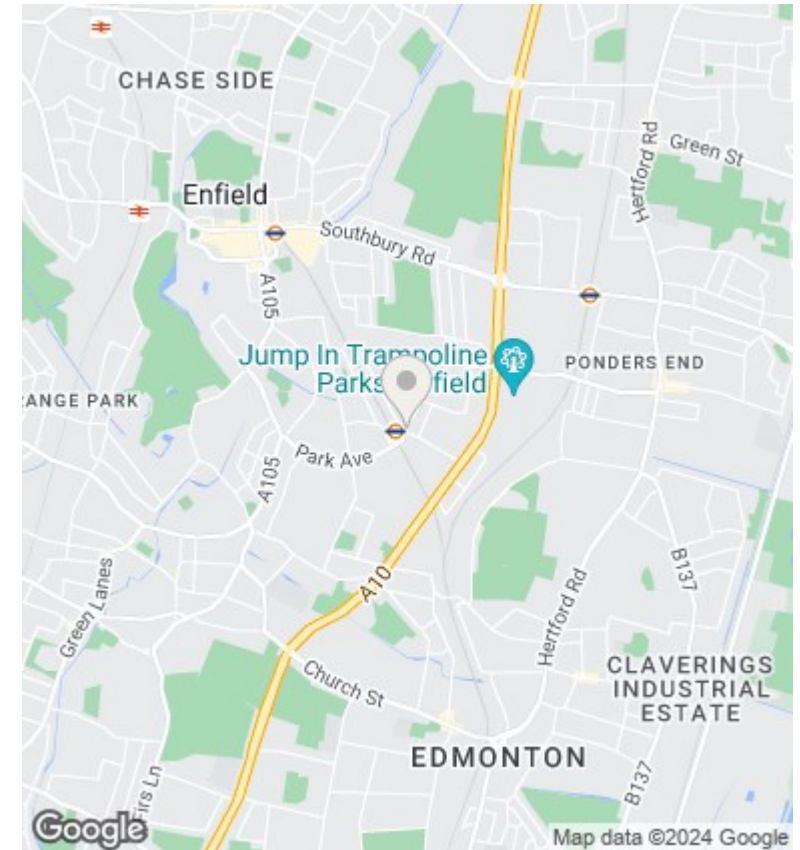 CHASE SIDE
Green St
Hertford Rd
Enfield
Southbury Rd
A105
Jump In Trampoline
Parks
field
PONDERS END
ANGE PARK
Park Ave
A105
A10
B137
Green Lanes
Hertford Rd
Church St
CLAVERINGS
INDUSTRIAL
ESTATE
EDMONTON
Firs Ln
B137
Google
Map data ©2024 Google